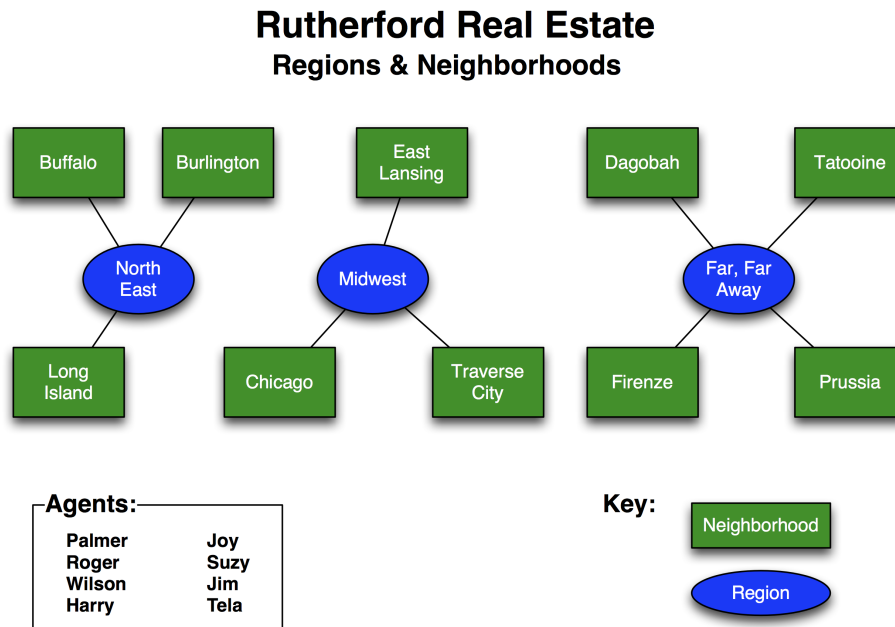 Rutherford Real Estate
Regions & Neighborhoods
Buffalo
Burlington
East
Lansing
Dagobah
Tatooine
North
East
Midwest
Far, Far
Away
Long
Island
Chicago
Traverse
City
Firenze
Prussia
Agents:
Palmer Joy
Roger Suzy
Wilson Jim
Harry Tela
Key:
Neighborhood
Region